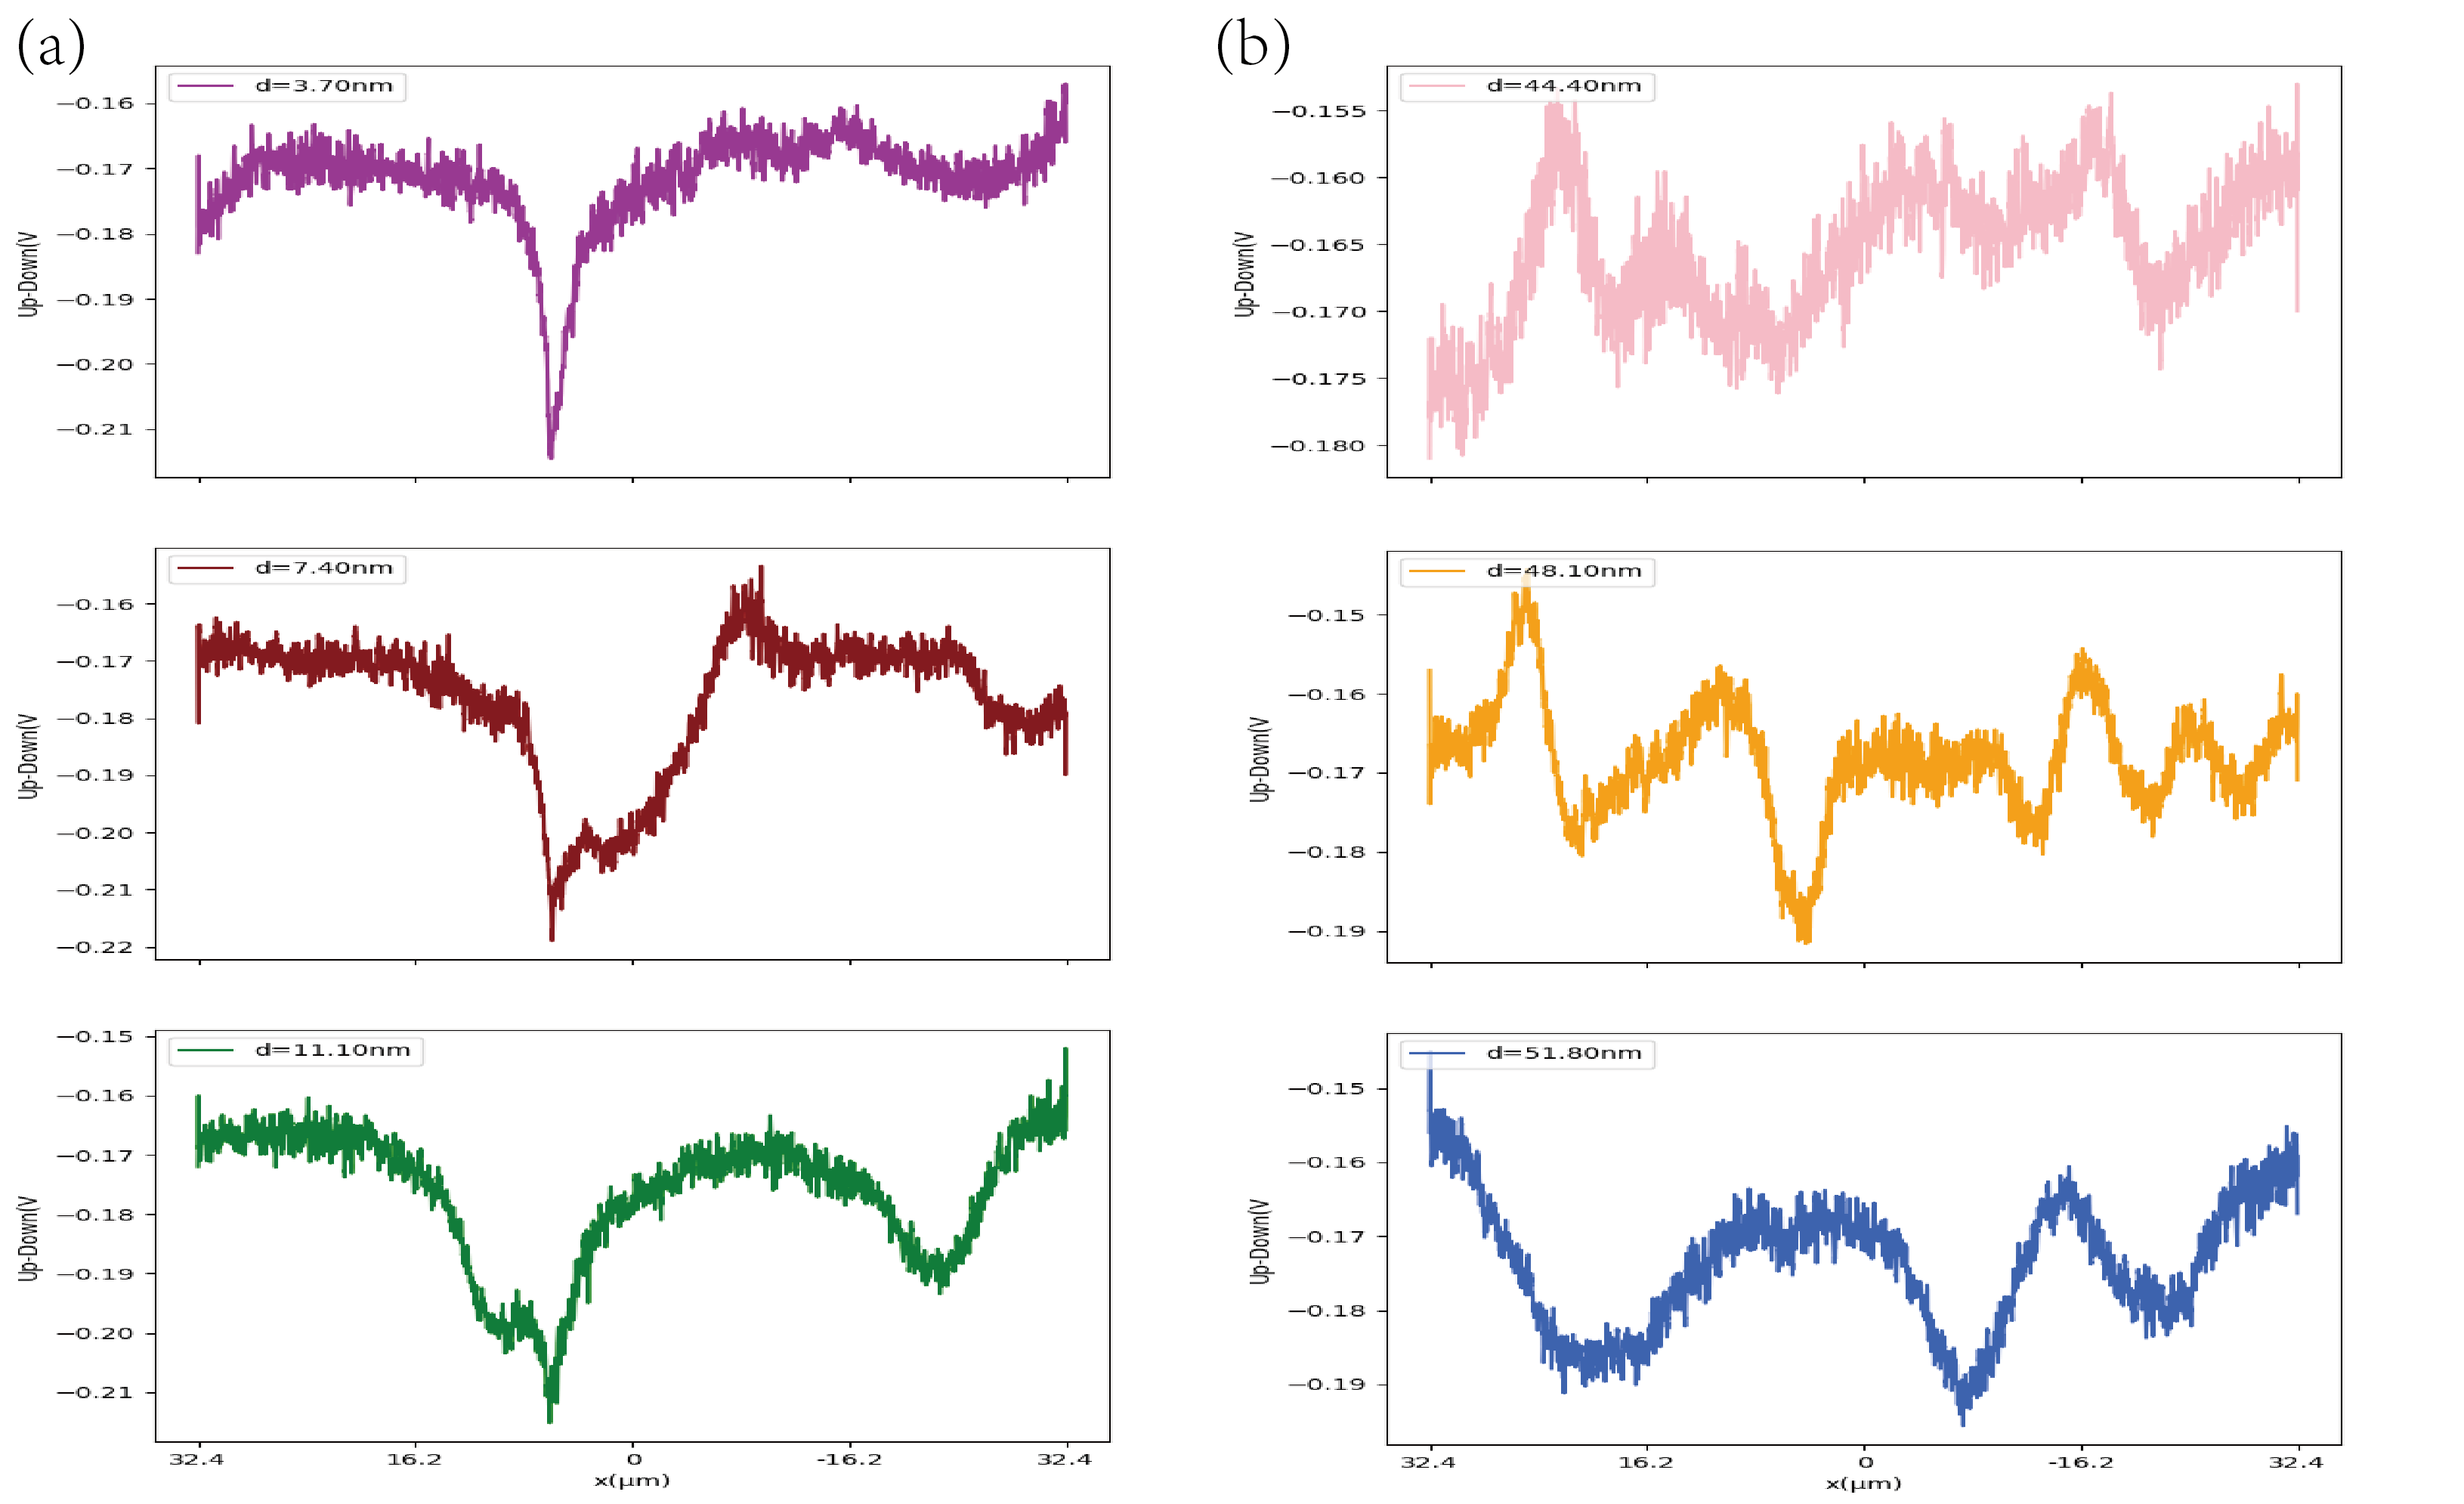 (a)
d=3.70nm
−0.16
−0.17
−0.18
−0.19
−0.20
−0.21
Up-Down(V
d=7.40nm
−0.16
−0.17
−0.18
−0.19
−0.20
−0.21
−0.22
Up-Down(V
d=11.10nm
−0.15
−0.16
−0.17
−0.18
−0.19
−0.20
−0.21
Up-Down(V
32.4 16.2 0 -16.2 32.4
x(μm)
(b)
d=44.40nm
−0.155
−0.160
−0.165
−0.170
−0.175
−0.180
Up-Down(V
d=48.10nm
−0.15
−0.16
−0.17
−0.18
−0.19
Up-Down(V
d=51.80nm
−0.15
−0.16
−0.17
−0.18
−0.19
Up-Down(V
32.4 16.2 0 -16.2 32.4
x(μm)